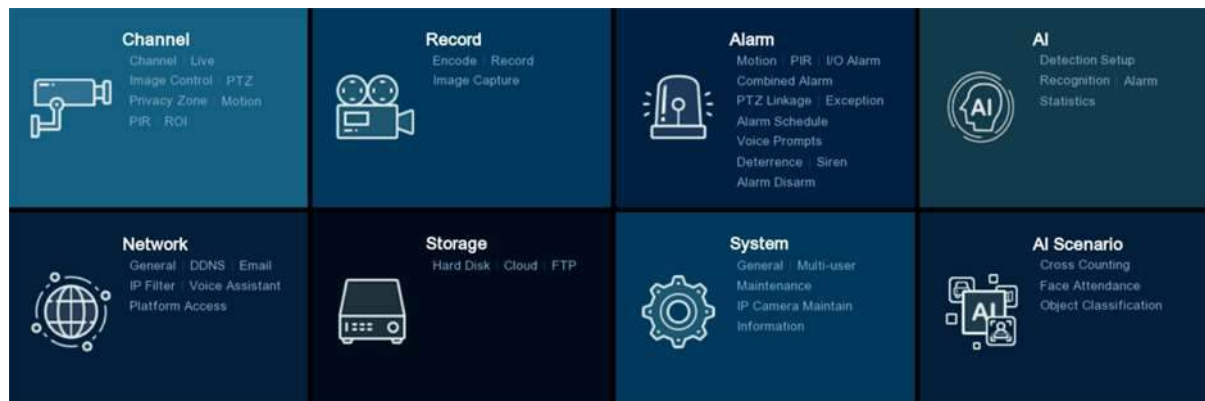 Channel
Channel | Live
Image Control | PTZ
Privacy Zone | Motion
PIR | ROI
Record
Encode | Record
Image Capture
Alarm
Motion | PIR | I/O Alarm
Combined Alarm
PTZ Linkage | Exception
Alarm Schedule
Voice Prompts
Deterrence | Siren
Alarm Disarm
AI
Detection Setup
Recognition | Alarm
Statistics
AI
Network
General | DDNS | Email
IP Filter | Voice Assistant
Platform Access
Storage
Hard Disk | Cloud | FTP
System
General | Multi-user
Maintenance
IP Camera Maintain
Information
AI Scenario
Cross Counting
Face Attendance
Object Classification
AI